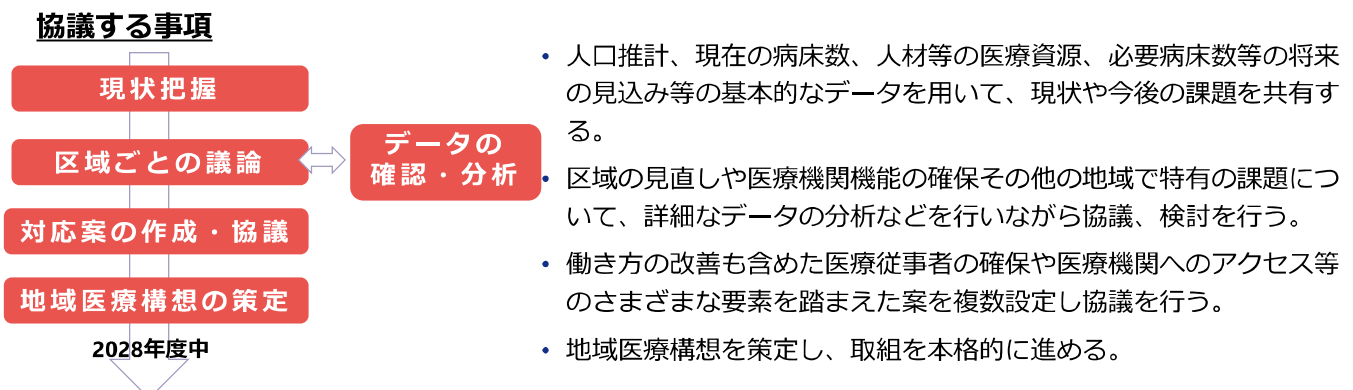 協議する事項
現状把握
区域ごとの議論
データの
確認・分析
対応案の作成・協議
地域医療構想の策定
2028年度中
• 人口推計、現在の病床数、人材等の医療資源、必要病床数等の将来
の見込み等の基本的なデータを用いて、現状や今後の課題を共有す
る。
• 区域の見直しや医療機関機能の確保その他の地域で特有の課題につ
いて、詳細なデータの分析などを行いながら協議、検討を行う。
• 働き方の改善も含めた医療従事者の確保や医療機関へのアクセス等
のさまざまな要素を踏まえた案を複数設定し協議を行う。
• 地域医療構想を策定し、取組を本格的に進める。